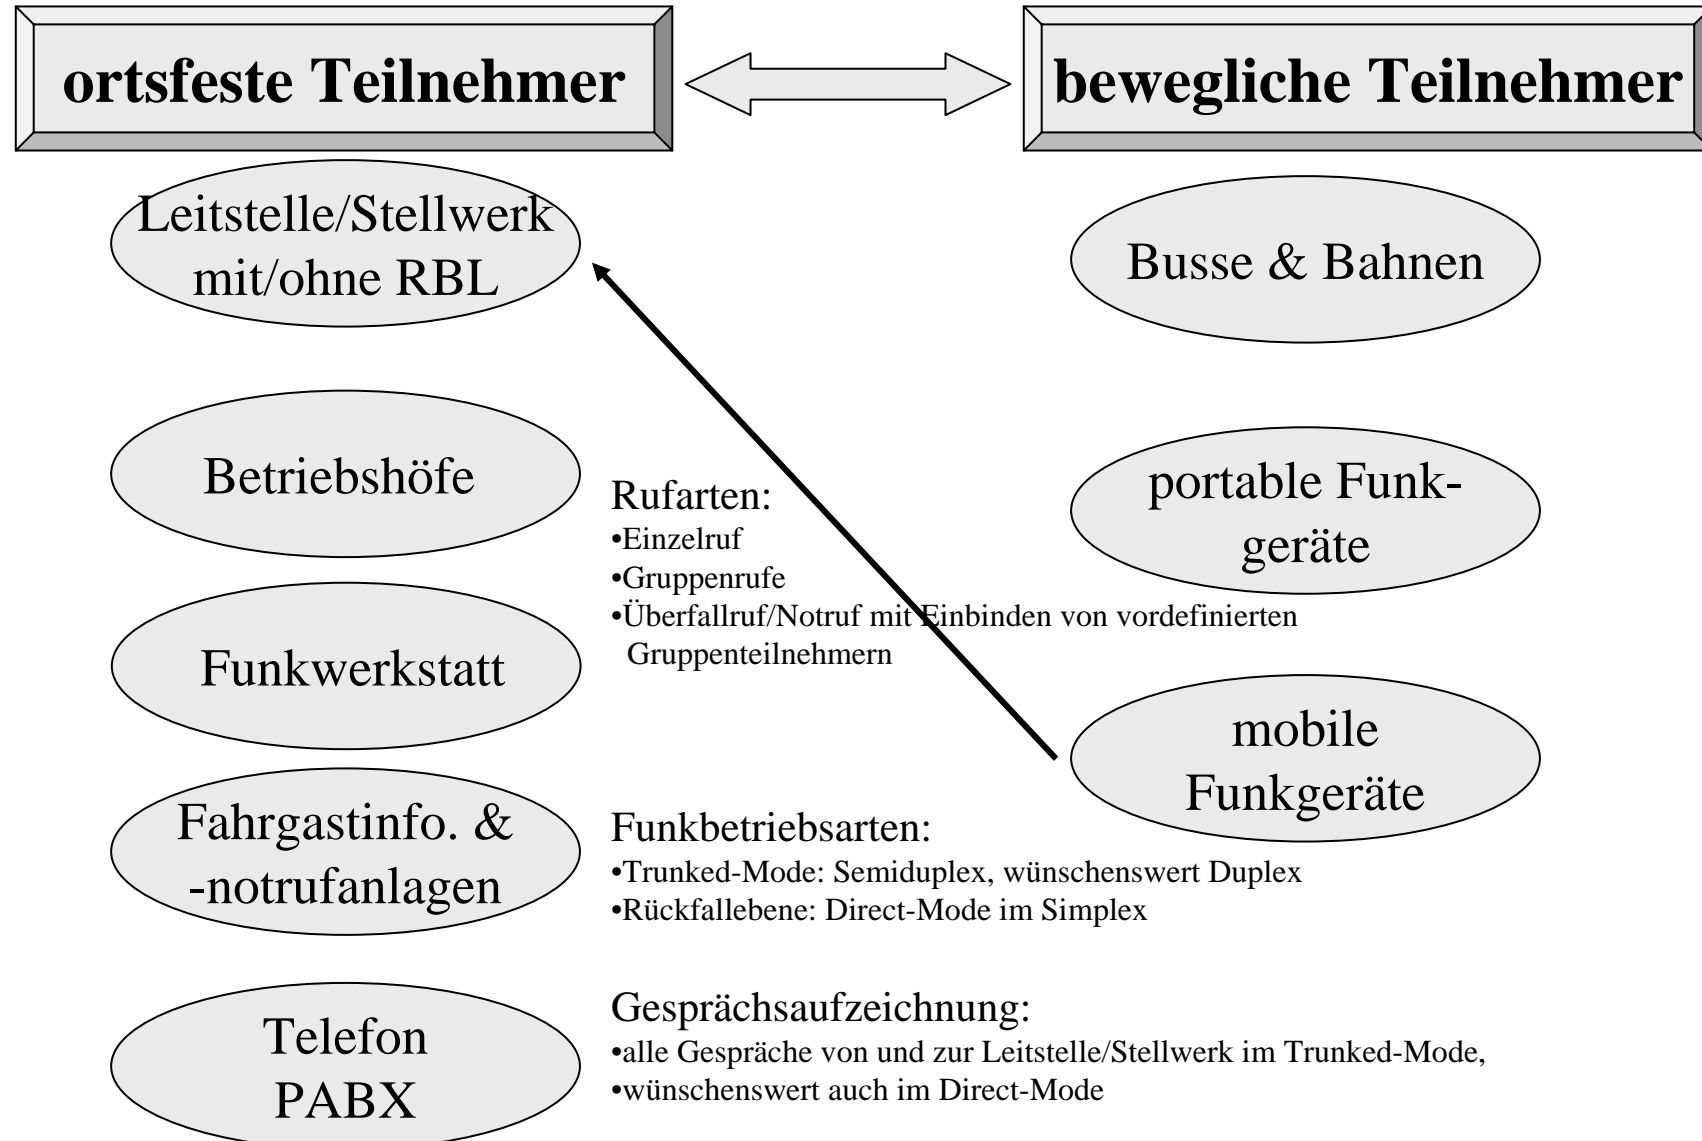 ortsfeste Teilnehmer
bewegliche Teilnehmer
Leitstelle/Stellwerk
mit/ohne RBL
Betriebshöfe
Funkwerkstatt
Fahrgastinfo. &
-notrufanlagen
Telefon
PABX
Rufarten:
•Einzelruf
•Gruppenrufe
•Überfallruf/Notruf mit Einbinden von vordefinierten
Gruppenteilnehmern
Funkbetriebsarten:
•Trunked-Mode: Semiduplex, wünschenswert Duplex
•Rückfallebene: Direct-Mode im Simplex
Gesprächsaufzeichnung:
•alle Gespräche von und zur Leitstelle/Stellwerk im Trunked-Mode,
•wünschenswert auch im Direct-Mode
Busse & Bahnen
portable Funk-
geräte
mobile
Funkgeräte